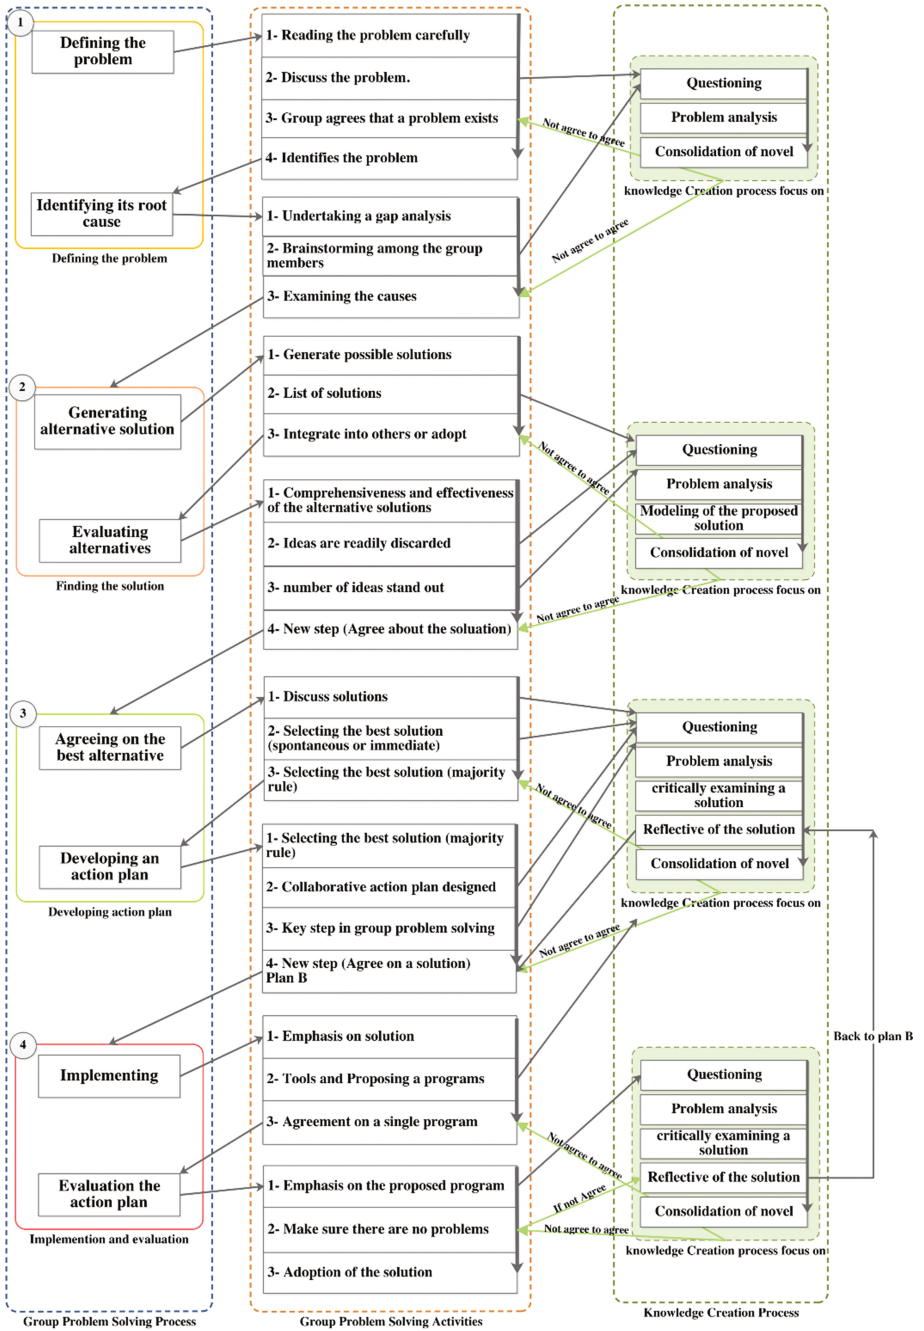 1
Defining the
problem
Identifying its root
cause
Defining the problem
2
Generating
alternative solution
Evaluating
alternatives
Finding the solution
3
Agreeing on the
best alternative
Developing an
action plan
Developing action plan
4
Implementing
Evaluation the
action plan
Implemention and evaluation
Group Problem Solving Process
1- Reading the problem carefully
2- Discuss the problem.
3- Group agrees that a problem exists
4- Identifies the problem
1- Undertaking a gap analysis
2- Brainstorming among the group
members
3- Examining the causes
1- Generate possible solutions
2- List of solutions
3- Integrate into others or adopt
1- Comprehensiveness and effectiveness
of the alternative solutions
2- Ideas are readily discarded
3- number of ideas stand out
4- New step (Agree about the soluation)
1- Discuss solutions
2- Selecting the best solution
(spontaneous or immediate)
3- Selecting the best solution (majority
rule)
1- Selecting the best solution (majority
rule)
2- Collaborative action plan designed
3- Key step in group problem solving
4- New step (Agree on a solution)
Plan B
1- Emphasis on solution
2- Tools and Proposing a programs
3- Agreement on a single program
1- Emphasis on the proposed program
2- Make sure there are no problems
3- Adoption of the solution
Group Problem Solving Activities
Not agree to agree
Not agree to agree
Not agree to agree
Not agree to agree
Not agree to agree
Not agree to agree
Not agree to agree
If not Agree
Not agree to agree
Questioning
Problem analysis
Consolidation of novel
knowledge Creation process focus on
Questioning
Problem analysis
Modeling of the proposed
solution
Consolidation of novel
knowledge Creation process focus on
Questioning
Problem analysis
critically examining a
solution
Reflective of the solution
Consolidation of novel
knowledge Creation process focus on
Back to plan B
Questioning
Problem analysis
critically examining a
solution
Reflective of the solution
Consolidation of novel
knowledge Creation process focus on
Knowledge Creation Process